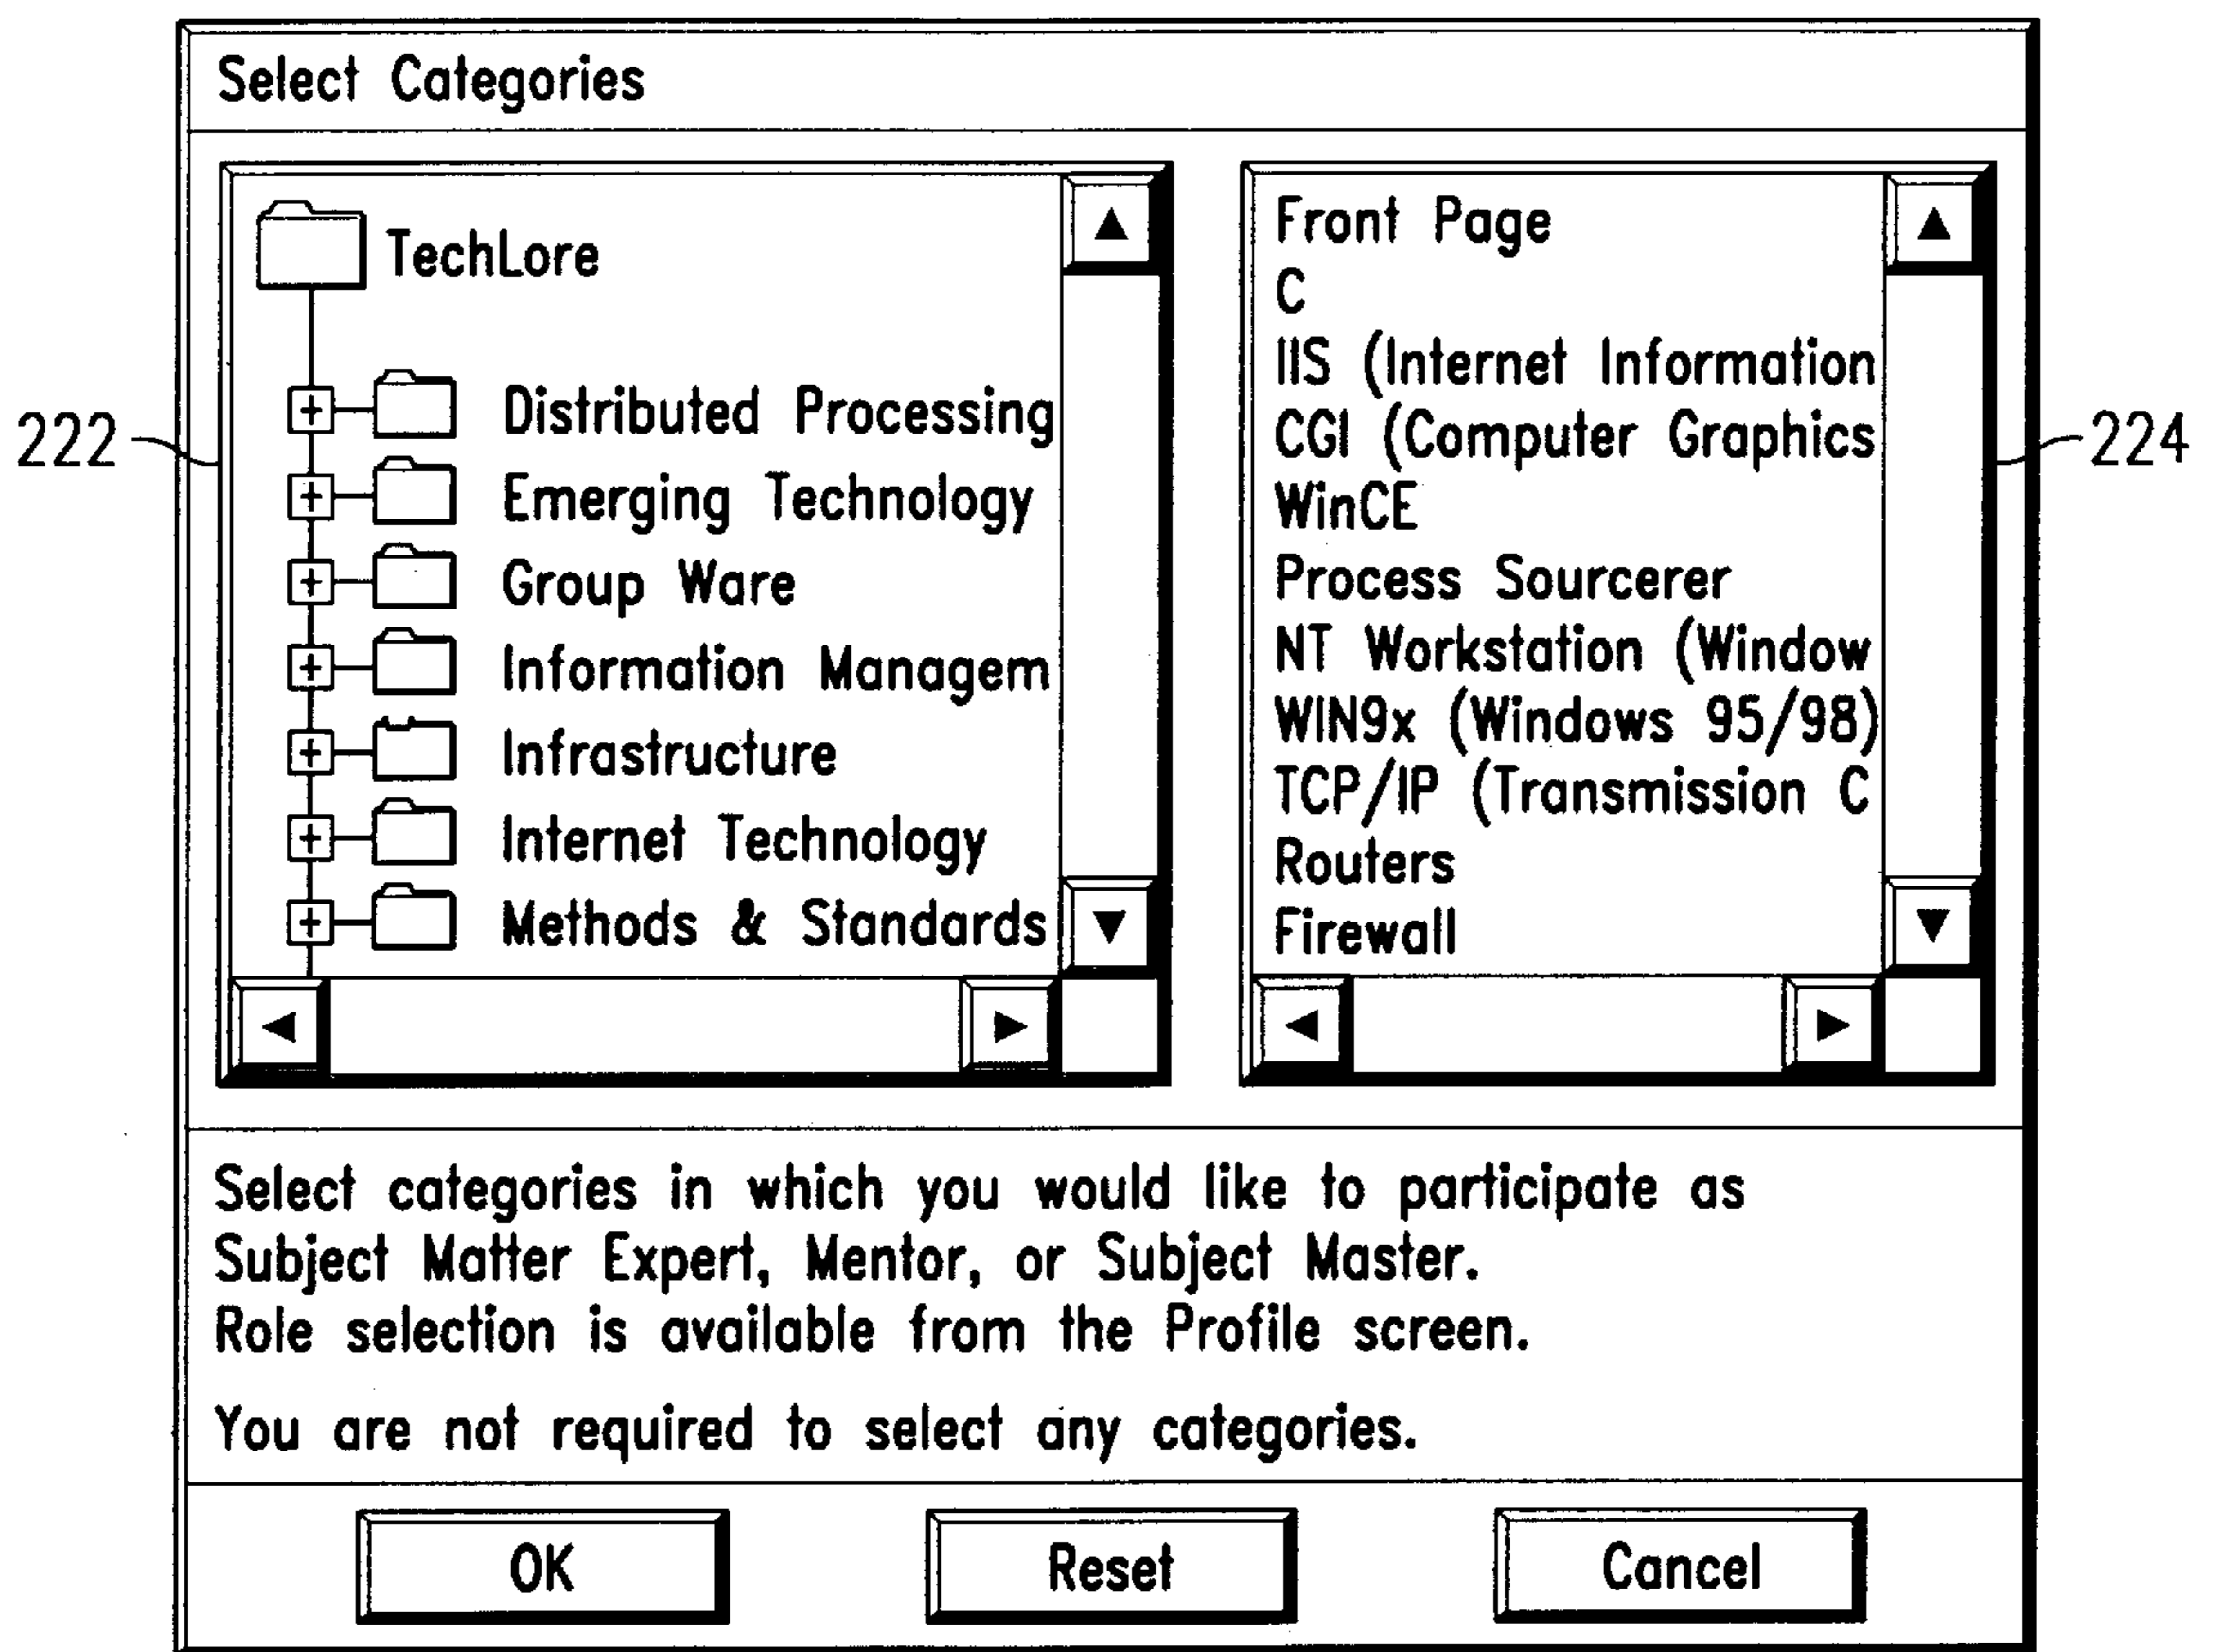 Select Categories
TechLore
Distributed Processing
Emerging Technology
Group Ware
Information Managem
Infrastructure
Internet Technology
Methods & Standards
222
Front Page
C
IIS (Internet Information
CGI (Computer Graphics
WinCE
Process Sourcerer
NT Workstation (Window
WIN9x (Windows 95/98)
TCP/IP (Transmission C
Routers
Firewall
224
Select categories in which you would like to participate as
Subject Matter Expert, Mentor, or Subject Master.
Role selection is available from the Profile screen.
You are not required to select any categories.
OK
Reset
Cancel